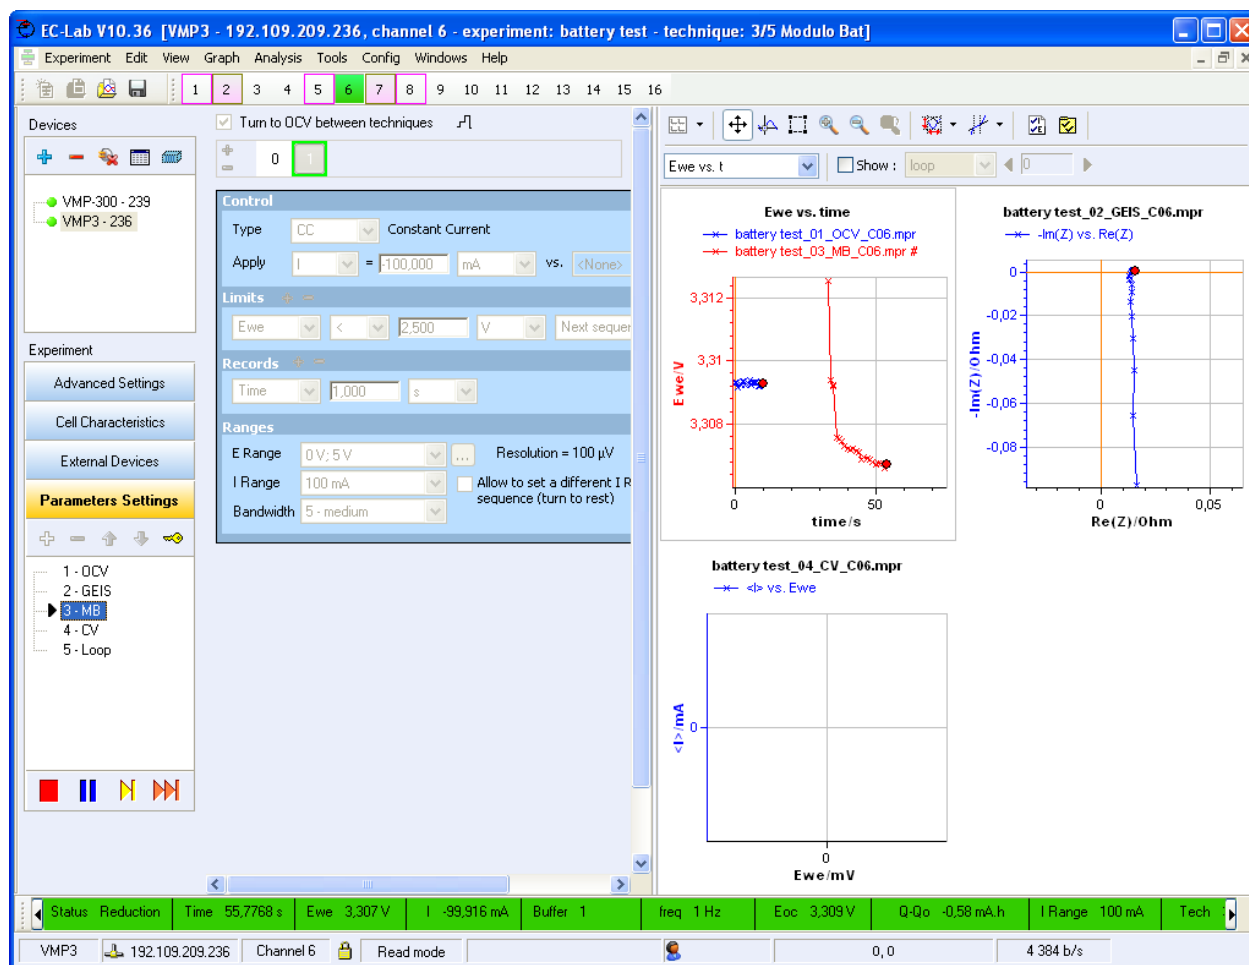 EC-Lab V10.36 [VMP3 - 192.109.209.236, channel 6 - experiment: battery test - technique: 3/5 Modulo Bat]
Experiment Edit View Graph Analysis Tools Config Windows Help
1 2 3 4 5 6 7 8 9 10 11 12 13 14 15 16
Devices
VMP-300 - 239
VMP3 - 236
Experiment
Advanced Settings
Cell Characteristics
External Devices
Parameters Settings
1 - OCV
2 - GEIS
3 - MB
4 - CV
5 - Loop
Turn to OCV between techniques
0 1
Control
Type CC Constant Current
Apply I = -100,000 mA vs. <None>
Limits
Ewe < 2,500 V Next sequer
Records
Time 1,000 s
Ranges
E Range 0 V; 5 V ... Resolution = 100 µV
I Range 100 mA Allow to set a different I R
sequence (turn to rest)
Bandwidth 5 - medium
Ewe vs. t Show : loop 0
Ewe vs. time
battery test_01_OCV_C06.mpr
battery test_03_MB_C06.mpr #
3,312
3,31
3,308
Ewe/V
0 50
time/s
battery test_02_GEIS_C06.mpr
-Im(Z) vs. Re(Z)
0
-0,02
-0,04
-0,06
-0,08
-Im(Z)/Ohm
0 0,05
Re(Z)/Ohm
battery test_04_CV_C06.mpr
<I> vs. Ewe
<I>/mA
0
0
Ewe/mV
Status Reduction Time 55,7768 s Ewe 3,307 V I -99,916 mA Buffer 1 freq 1 Hz Eoc 3,309 V Q-Qo -0,58 mA.h I Range 100 mA Tech
VMP3 192.109.209.236 Channel 6 Read mode 0, 0 4 384 b/s